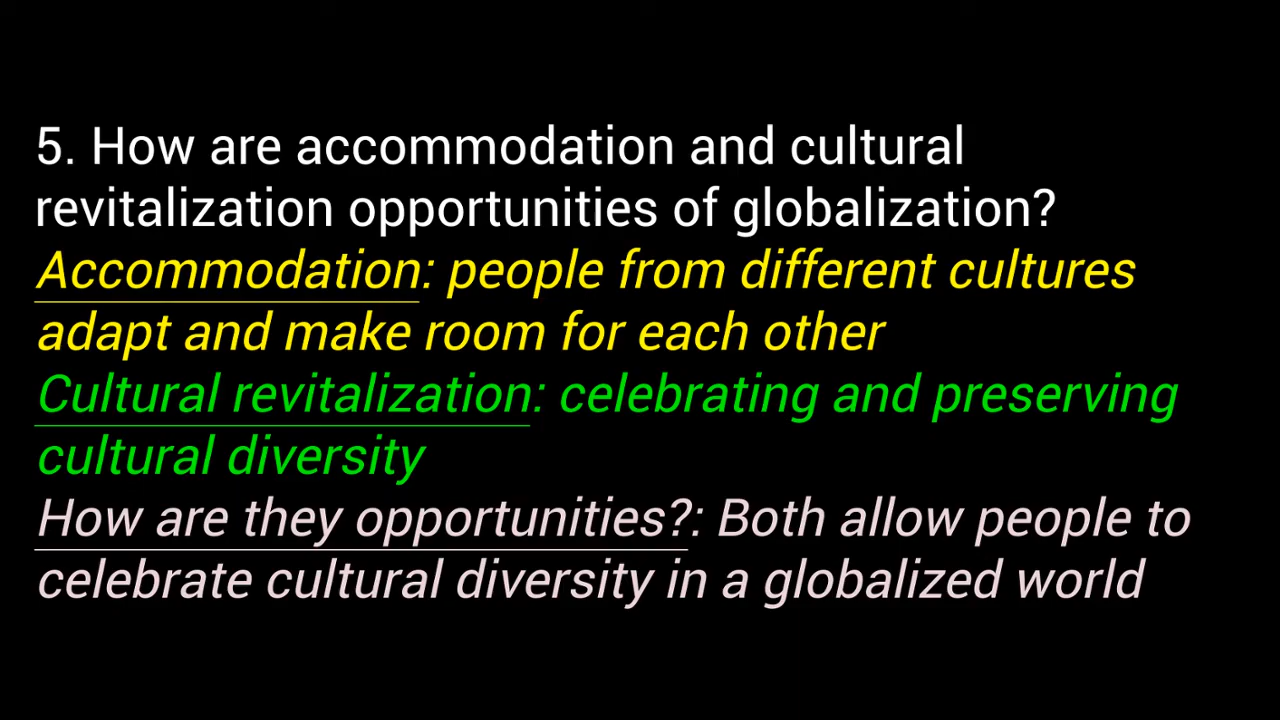 5. How are accommodation and cultural
revitalization opportunities of globalization?
Accommodation: people from different cultures
adapt and make room for each other
Cultural revitalization: celebrating and preserving
cultural diversity
How are they opportunities?: Both allow people to
celebrate cultural diversity in a globalized world